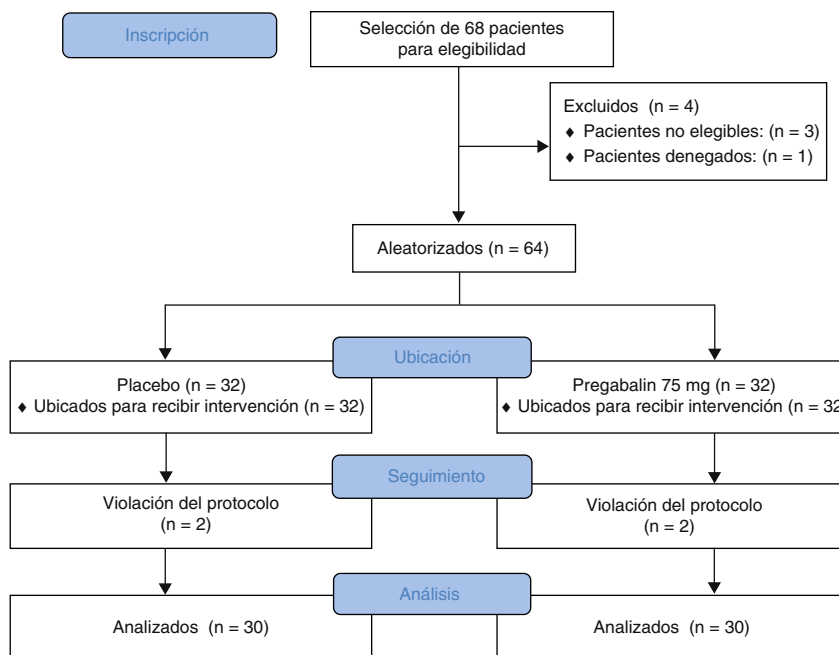 Inscripción
Selección de 68 pacientes
para elegibilidad
Excluidos (n = 4)
♦ Pacientes no elegibles: (n = 3)
♦ Pacientes denegados: (n = 1)
Aleatorizados (n = 64)
Ubicación
Placebo (n = 32)
♦ Ubicados para recibir intervención (n = 32)
Pregabalin 75 mg (n = 32)
♦ Ubicados para recibir intervención (n = 32
Seguimiento
Violación del protocolo
(n = 2)
Violación del protocolo
(n = 2)
Análisis
Analizados (n = 30)
Analizados (n = 30)